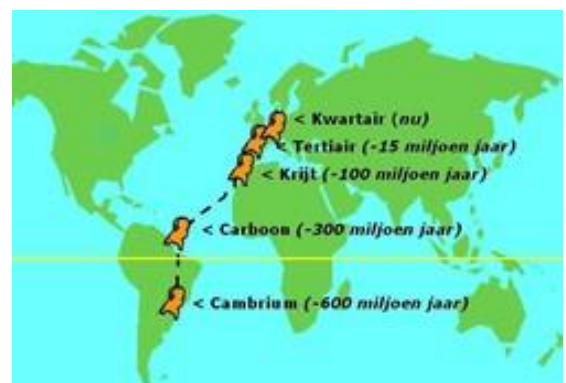 < Kwartair (nu)
< Tertiair (-15 miljoen jaar)
< Krijt (-100 miljoen jaar)
< Carboon (-300 miljoen jaar)
< Cambrium (-600 miljoen jaar)